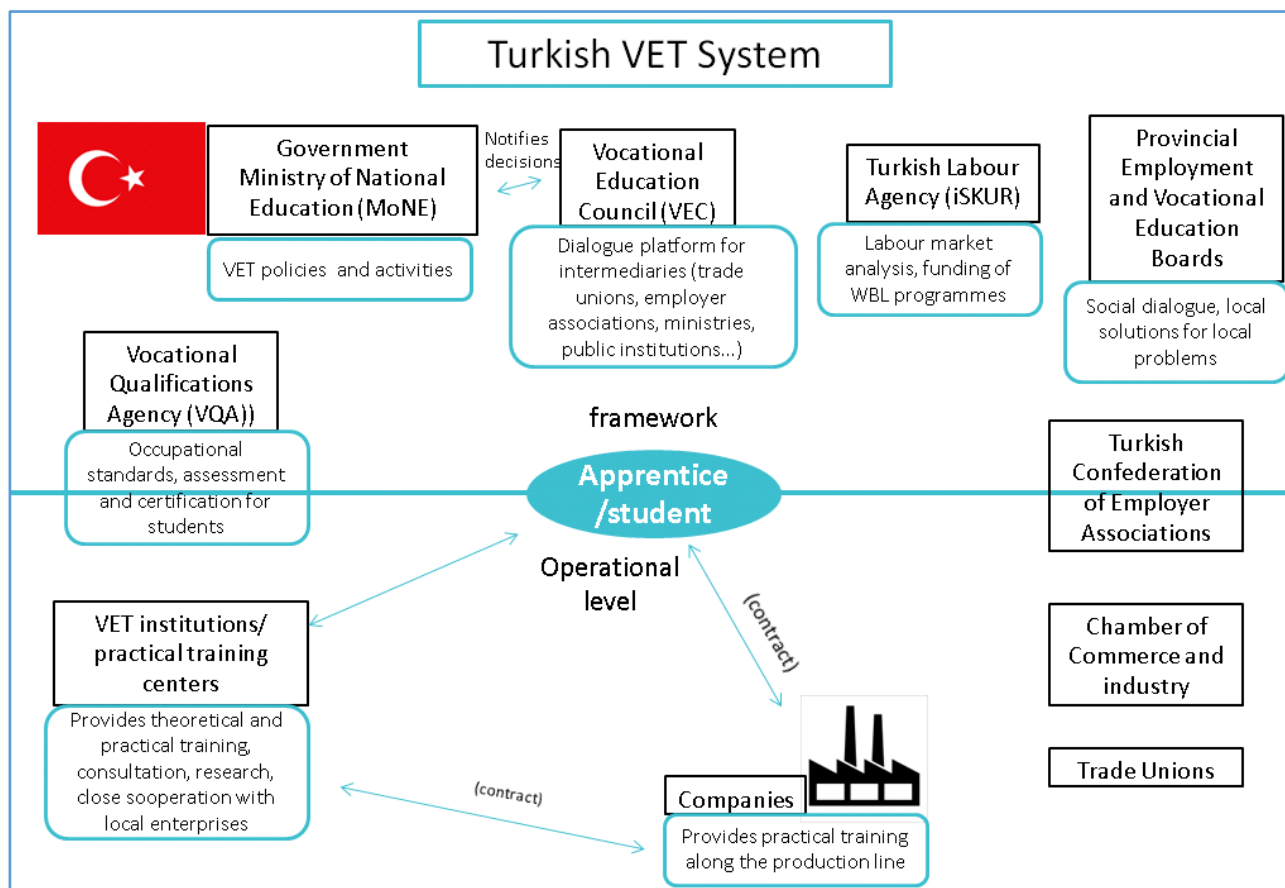 Turkish VET System
Government
Ministry of National
Education (MoNE)
VET policies and activities
Notifies
decisions
Vocational
Education
Council (VEC)
Dialogue platform for
intermediaries (trade
unions, employer
associations, ministries,
public institutions...)
Turkish Labour
Agency (iSKUR)
Labour market
analysis, funding of
WBL programmes
Provincial
Employment
and Vocational
Education
Boards
Social dialogue, local
solutions for local
problems
Vocational
Qualifications
Agency (VQA))
Occupational
standards, assessment
and certification for
students
framework
Apprentice
/student
Operational
level
Turkish
Confederation
of Employer
Associations
VET institutions/
practical training
centers
Provides theoretical and
practical training,
consultation, research,
close sooperation with
local enterprises
(contract)
(contract)
Companies
Provides practical training
along the production line
Chamber of
Commerce and
industry
Trade Unions